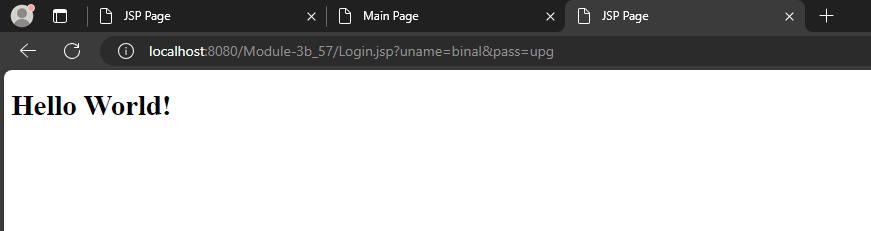 JSP Page
Main Page
JSP Page
localhost:8080/Module-3b_57/Login.jsp?uname=binal&pass=upg
Hello World!